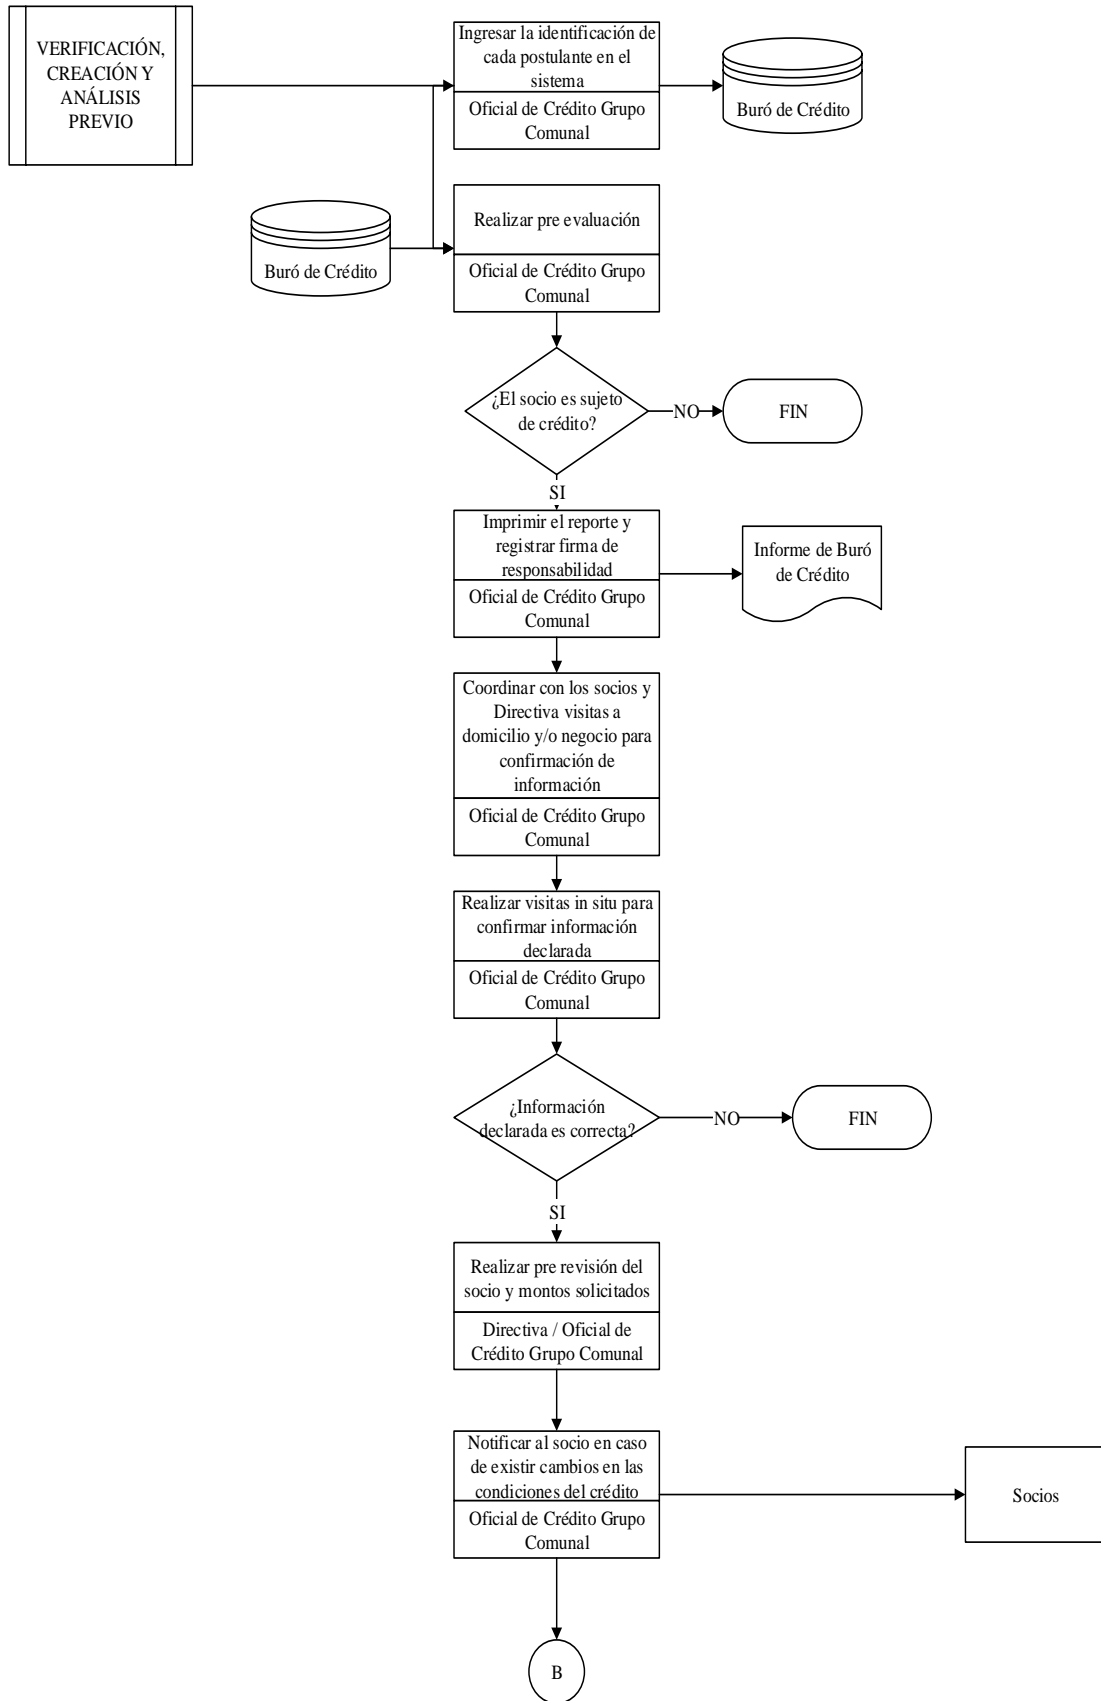 VERIFICACIÓN,
CREACIÓN Y
ANÁLISIS
PREVIO
Ingresar la identificación de
cada postulante en el
sistema
Oficial de Crédito Grupo
Comunal
Buró de Crédito
Buró de Crédito
Realizar pre evaluación
Oficial de Crédito Grupo
Comunal
¿El socio es sujeto
de crédito?
NO
FIN
SI
Imprimir el reporte y
registrar firma de
responsabilidad
Oficial de Crédito Grupo
Comunal
Informe de Buró
de Crédito
Coordinar con los socios y
Directiva visitas a
domicilio y/o negocio para
confirmación de
información
Oficial de Crédito Grupo
Comunal
Realizar visitas in situ para
confirmar información
declarada
Oficial de Crédito Grupo
Comunal
¿Información
declarada es correcta?
NO
FIN
SI
Realizar pre revisión del
socio y montos solicitados
Directiva / Oficial de
Crédito Grupo Comunal
Notificar al socio en caso
de existir cambios en las
condiciones del crédito
Oficial de Crédito Grupo
Comunal
Socios
B